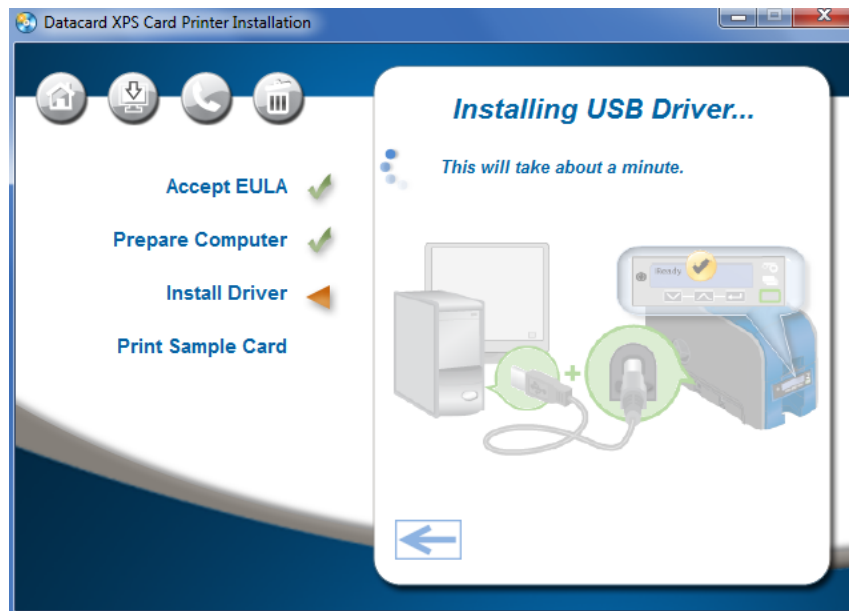 Datacard XPS Card Printer Installation
Installing USB Driver...
This will take about a minute.
Accept EULA
Prepare Computer
Install Driver
Print Sample Card
Ready